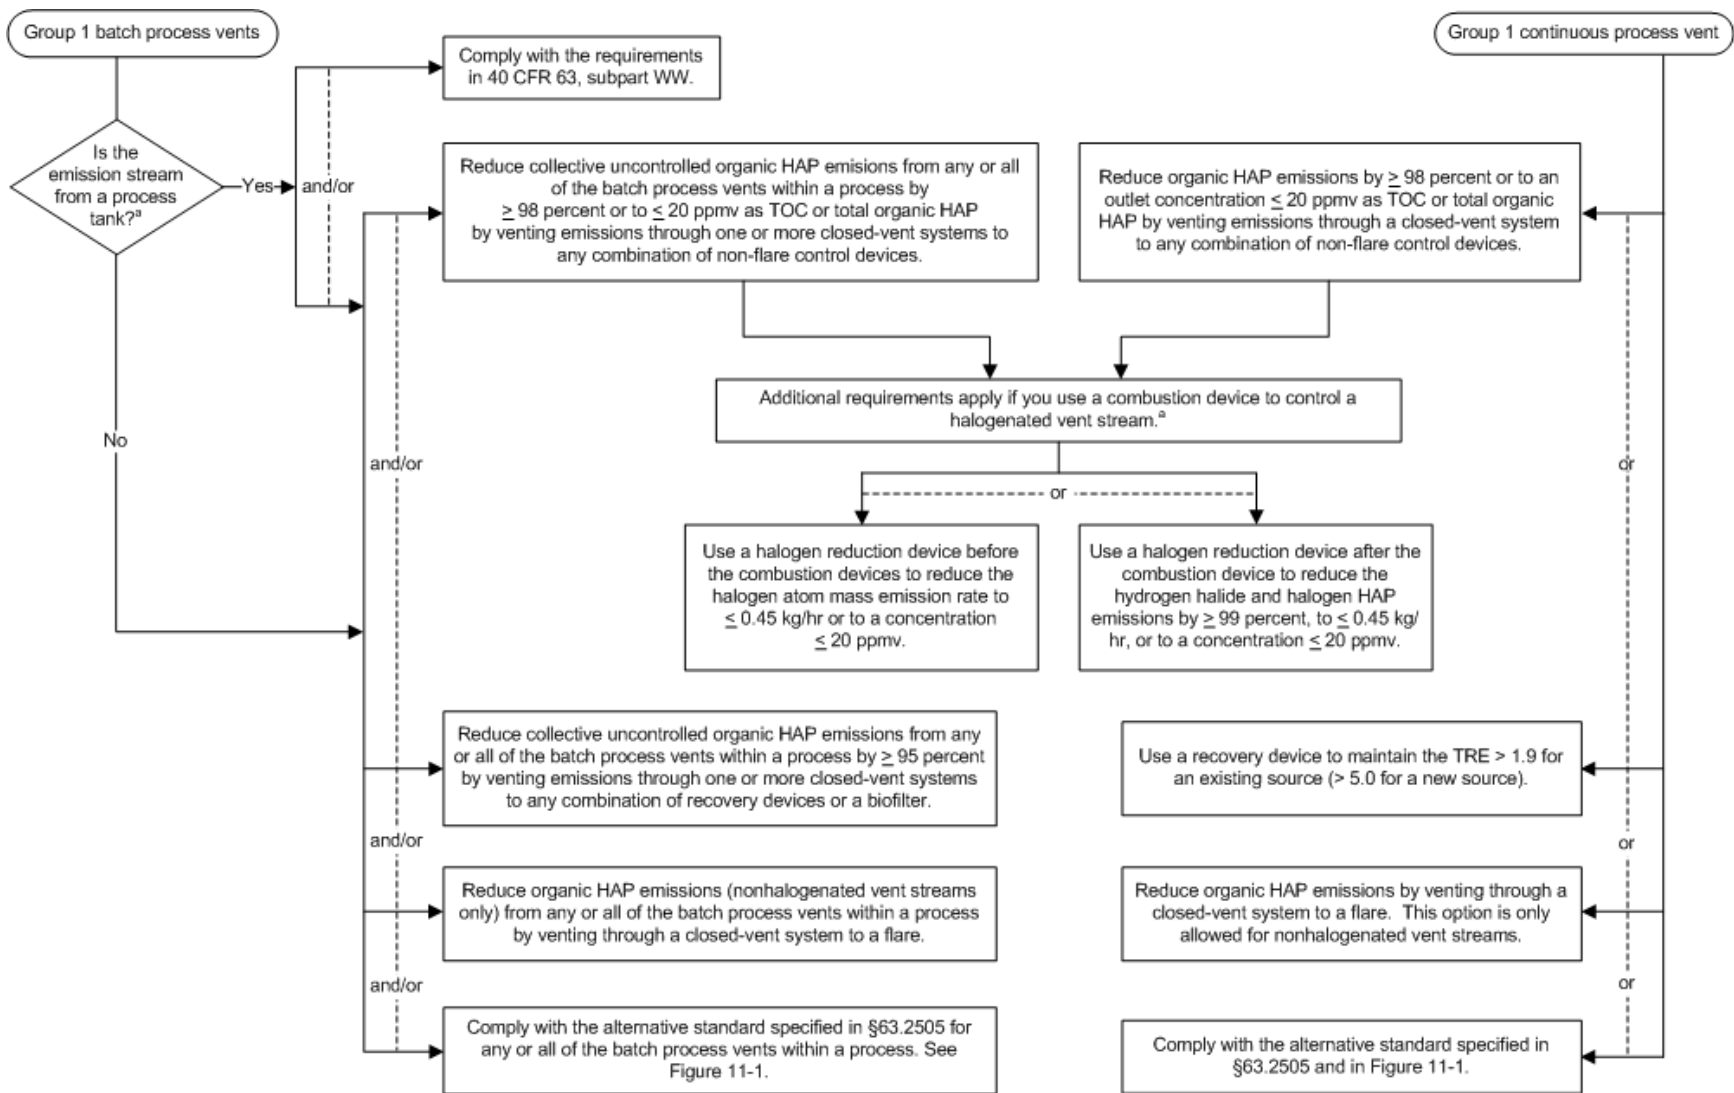 Group 1 batch process vents
Group 1 continuous process vent
Comply with the requirements
in 40 CFR 63, subpart WW.
Is the
emission stream
from a process
tank?ª
Yes
and/or
Reduce collective uncontrolled organic HAP emisions from any or all
of the batch process vents within a process by
≥ 98 percent or to ≤ 20 ppmv as TOC or total organic HAP
by venting emissions through one or more closed-vent systems to
any combination of non-flare control devices.
Reduce organic HAP emissions by ≥ 98 percent or to an
outlet concentration ≤ 20 ppmv as TOC or total organic
HAP by venting emissions through a closed-vent system
to any combination of non-flare control devices.
Additional requirements apply if you use a combustion device to control a
halogenated vent stream.ª
No
and/or
or
or
Use a halogen reduction device before
the combustion devices to reduce the
halogen atom mass emission rate to
≤ 0.45 kg/hr or to a concentration
≤ 20 ppmv.
Use a halogen reduction device after the
combustion device to reduce the
hydrogen halide and halogen HAP
emissions by ≥ 99 percent, to ≤ 0.45 kg/
hr, or to a concentration ≤ 20 ppmv.
Reduce collective uncontrolled organic HAP emissions from any
or all of the batch process vents within a process by ≥ 95 percent
by venting emissions through one or more closed-vent systems
to any combination of recovery devices or a biofilter.
Use a recovery device to maintain the TRE > 1.9 for
an existing source (> 5.0 for a new source).
and/or
or
Reduce organic HAP emissions (nonhalogenated vent streams
only) from any or all of the batch process vents within a process
by venting through a closed-vent system to a flare.
Reduce organic HAP emissions by venting through a
closed-vent system to a flare. This option is only
allowed for nonhalogenated vent streams.
and/or
or
Comply with the alternative standard specified in §63.2505 for
any or all of the batch process vents within a process. See
Figure 11-1.
Comply with the alternative standard specified in
§63.2505 and in Figure 11-1.